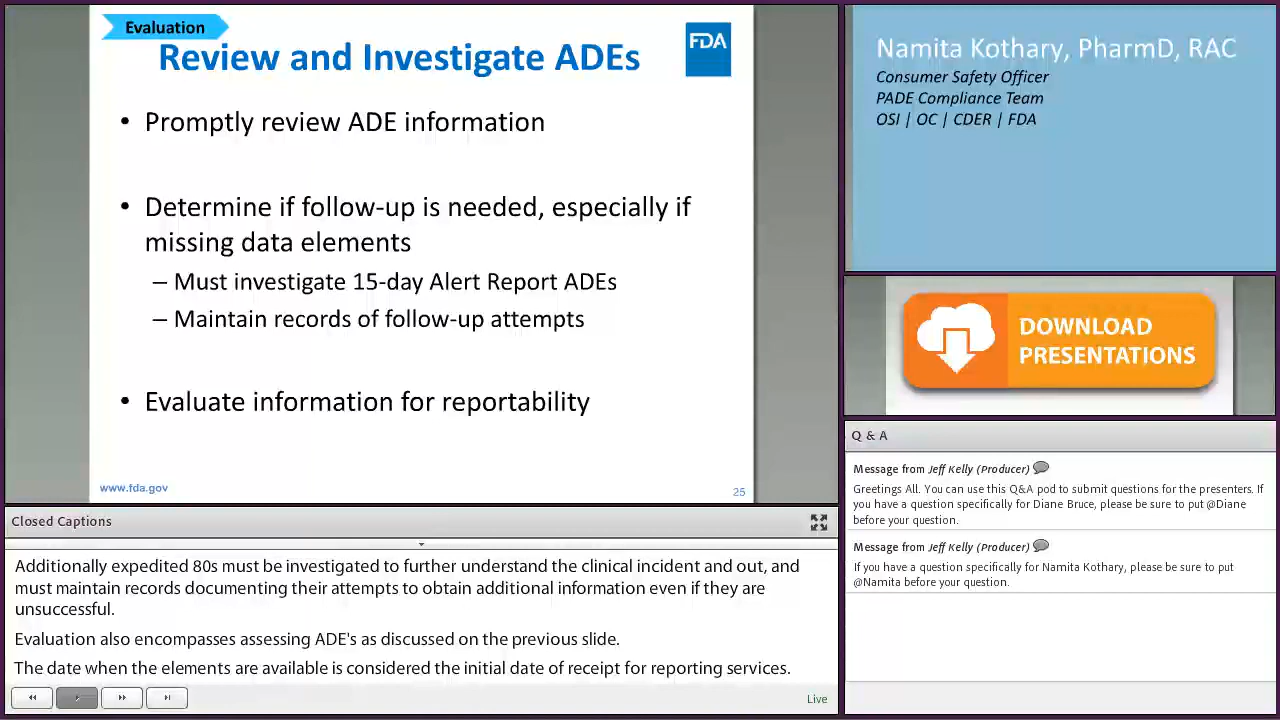 Evaluation
Review and Investigate ADEs
FDA
• Promptly review ADE information
• Determine if follow-up is needed, especially if
missing data elements
– Must investigate 15-day Alert Report ADEs
– Maintain records of follow-up attempts
• Evaluate information for reportability
www.fda.gov
25
Closed Captions
Additionally expedited 80s must be investigated to further understand the clinical incident and out, and
must maintain records documenting their attempts to obtain additional information even if they are
unsuccessful.
Evaluation also encompasses assessing ADE's as discussed on the previous slide.
The date when the elements are available is considered the initial date of receipt for reporting services.
Live
Namita Kothary, PharmD, RAC
Consumer Safety Officer
PADE Compliance Team
OSI | OC | CDER | FDA
DOWNLOAD
PRESENTATIONS
Q & A
Message from Jeff Kelly (Producer)
Greetings All. You can use this Q&A pod to submit questions for the presenters. If
you have a question specifically for Diane Bruce, please be sure to put @Diane
before your question.
Message from Jeff Kelly (Producer)
If you have a question specifically for Namita Kothary, please be sure to put
@Namita before your question.